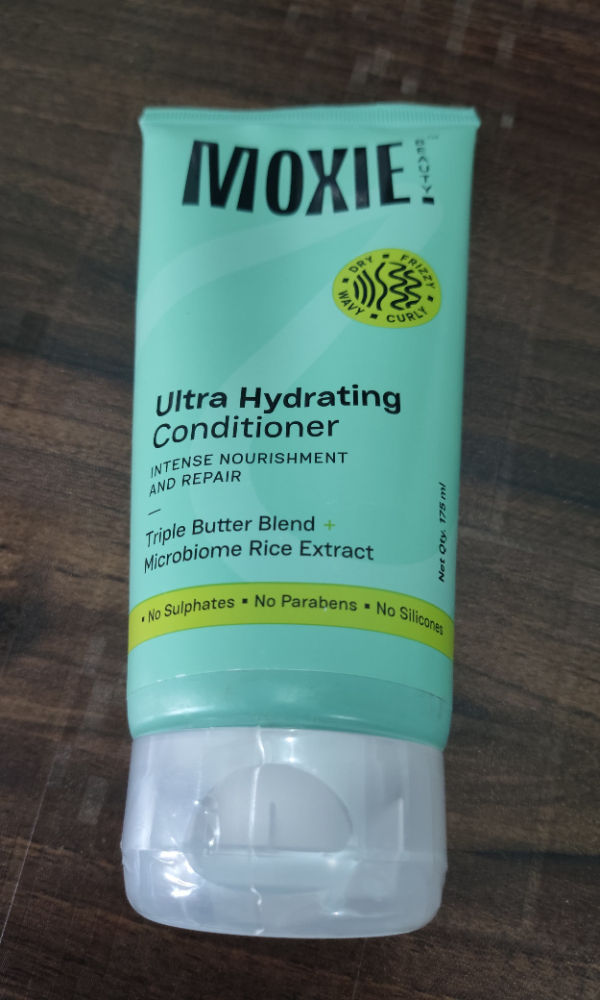 MOXIE!
BEAUTY
TM
DRY ▪ FRIZZY ▪ CURLY ▪ WAVY ▪
Ultra Hydrating
Conditioner
INTENSE NOURISHMENT
AND REPAIR
—
Triple Butter Blend +
Microbiome Rice Extract
Net Qty. 175 ml
▪ No Sulphates ▪ No Parabens ▪ No Silicones